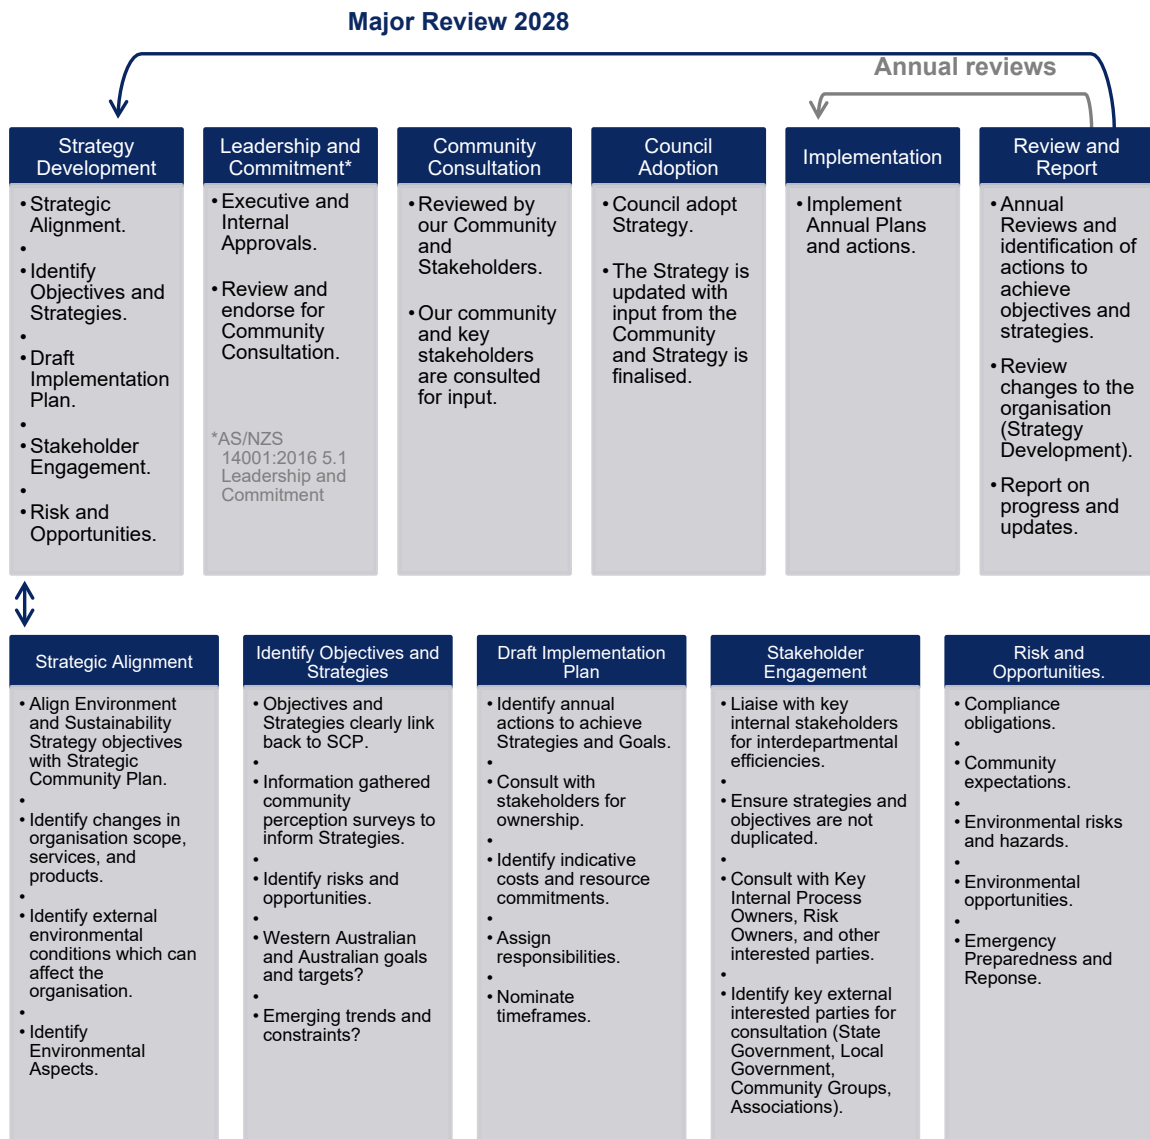 Major Review 2028
Annual reviews
Strategy
Development
• Strategic
Alignment.
•
• Identify
Objectives and
Strategies.
•
• Draft
Implementation
Plan.
•
• Stakeholder
Engagement.
•
• Risk and
Opportunities.
Leadership and
Commitment*
• Executive and
Internal
Approvals.
• Review and
endorse for
Community
Consultation.
*AS/NZS
14001:2016 5.1
Leadership and
Commitment
Community
Consultation
• Reviewed by
our Community
and
Stakeholders.
• Our community
and key
stakeholders
are consulted
for input.
Council
Adoption
• Council adopt
Strategy.
• The Strategy is
updated with
input from the
Community
and Strategy is
finalised.
Implementation
• Implement
Annual Plans
and actions.
Review and
Report
• Annual
Reviews and
identification of
actions to
achieve
objectives and
strategies.
• Review
changes to the
organisation
(Strategy
Development).
• Report on
progress and
updates.
Strategic Alignment
• Align Environment
and Sustainability
Strategy objectives
with Strategic
Community Plan.
•
• Identify changes in
organisation scope,
services, and
products.
•
• Identify external
environmental
conditions which can
affect the
organisation.
•
• Identify
Environmental
Aspects.
Identify Objectives and
Strategies
• Objectives and
Strategies clearly link
back to SCP.
•
• Information gathered
community
perception surveys to
inform Strategies.
•
• Identify risks and
opportunities.
•
• Western Australian
and Australian goals
and targets?
•
• Emerging trends and
constraints?
Draft Implementation
Plan
• Identify annual
actions to achieve
Strategies and Goals.
•
• Consult with
stakeholders for
ownership.
•
• Identify indicative
costs and resource
commitments.
•
• Assign
responsibilities.
•
• Nominate
timeframes.
Stakeholder
Engagement
• Liaise with key
internal stakeholders
for interdepartmental
efficiencies.
•
• Ensure strategies and
objectives are not
duplicated.
•
• Consult with Key
Internal Process
Owners, Risk
Owners, and other
interested parties.
•
• Identify key external
interested parties for
consultation (State
Government, Local
Government,
Community Groups,
Associations).
Risk and
Opportunities.
• Compliance
obligations.
•
• Community
expectations.
•
• Environmental risks
and hazards.
•
• Environmental
opportunities.
•
• Emergency
Preparedness and
Reponse.